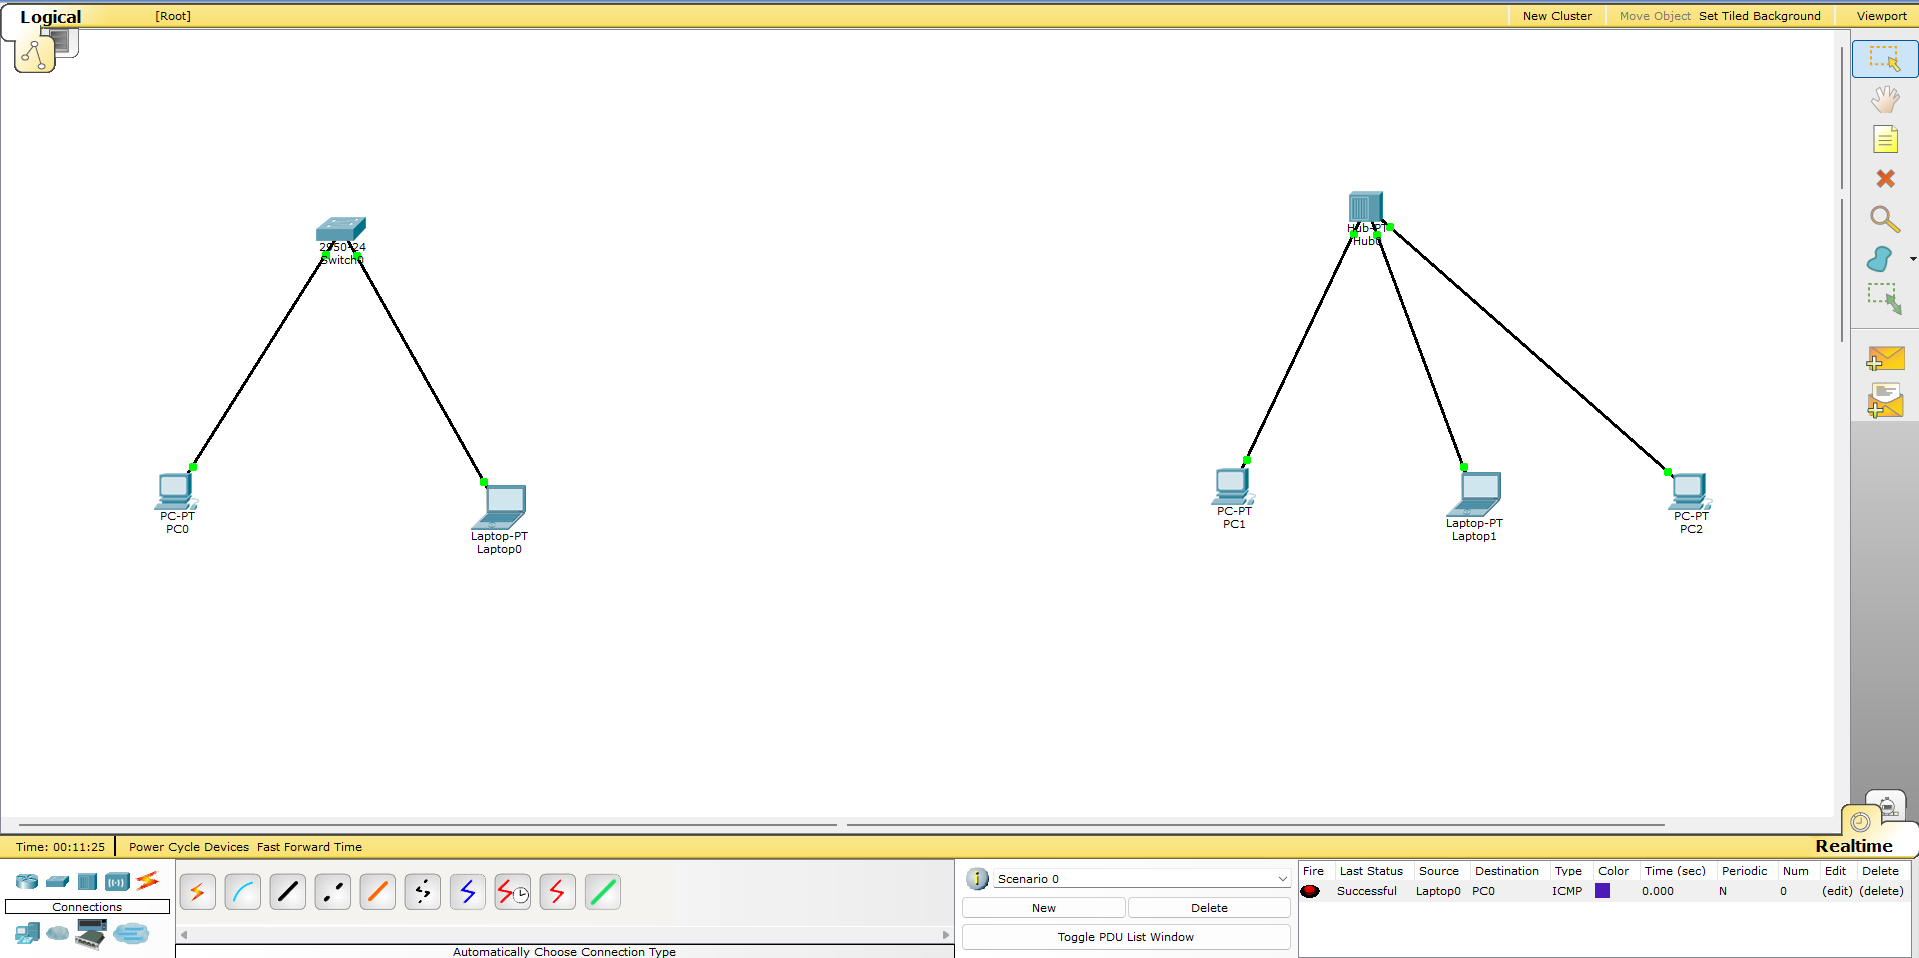 Logical [Root] New Cluster Move Object Set Tiled Background Viewport
2950-24
Switch0
Hub-PT
Hub0
PC-PT
PC0
Laptop-PT
Laptop0
PC-PT
PC1
Laptop-PT
Laptop1
PC-PT
PC2
Time: 00:11:25 Power Cycle Devices Fast Forward Time Realtime
Connections
Automatically Choose Connection Type
i Scenario 0
New Delete
Toggle PDU List Window
Fire Last Status Source Destination Type Color Time (sec) Periodic Num Edit Delete
Successful Laptop0 PC0 ICMP 0.000 N 0 (edit) (delete)